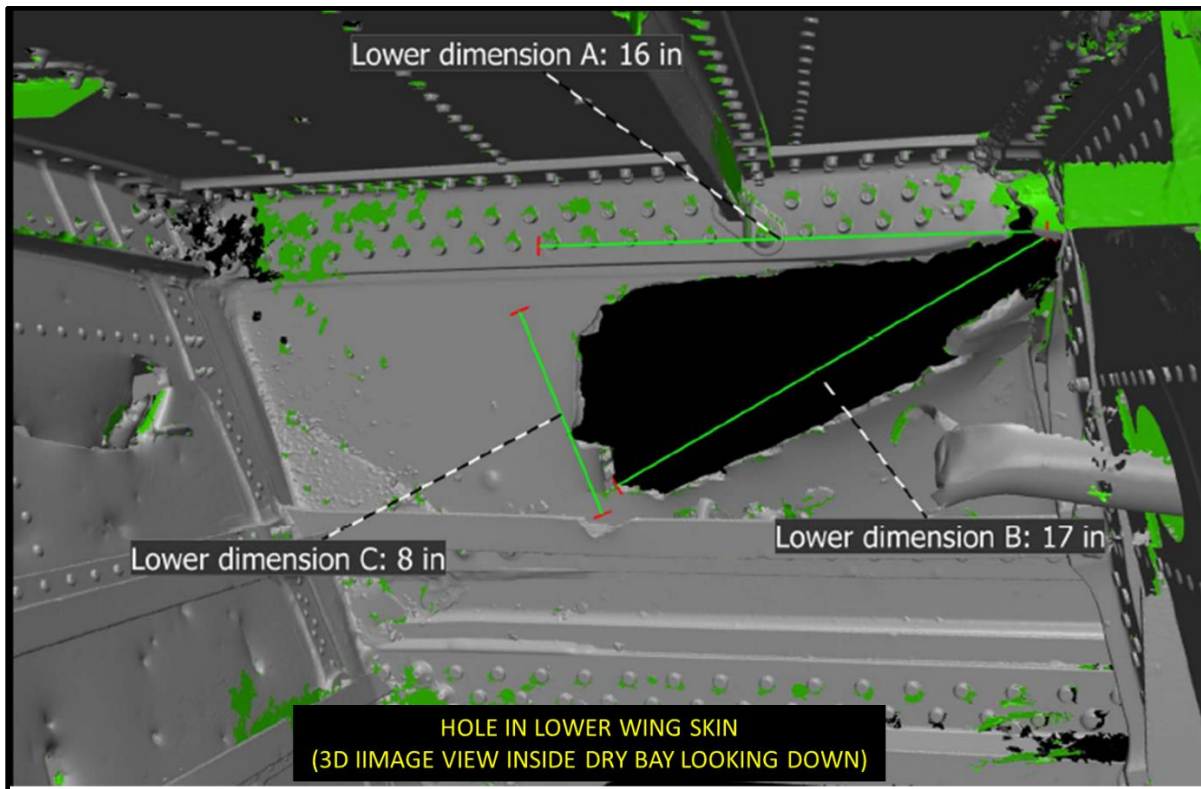 Lower dimension A: 16 in
Lower dimension C: 8 in
Lower dimension B: 17 in
HOLE IN LOWER WING SKIN
(3D IIMAGE VIEW INSIDE DRY BAY LOOKING DOWN)